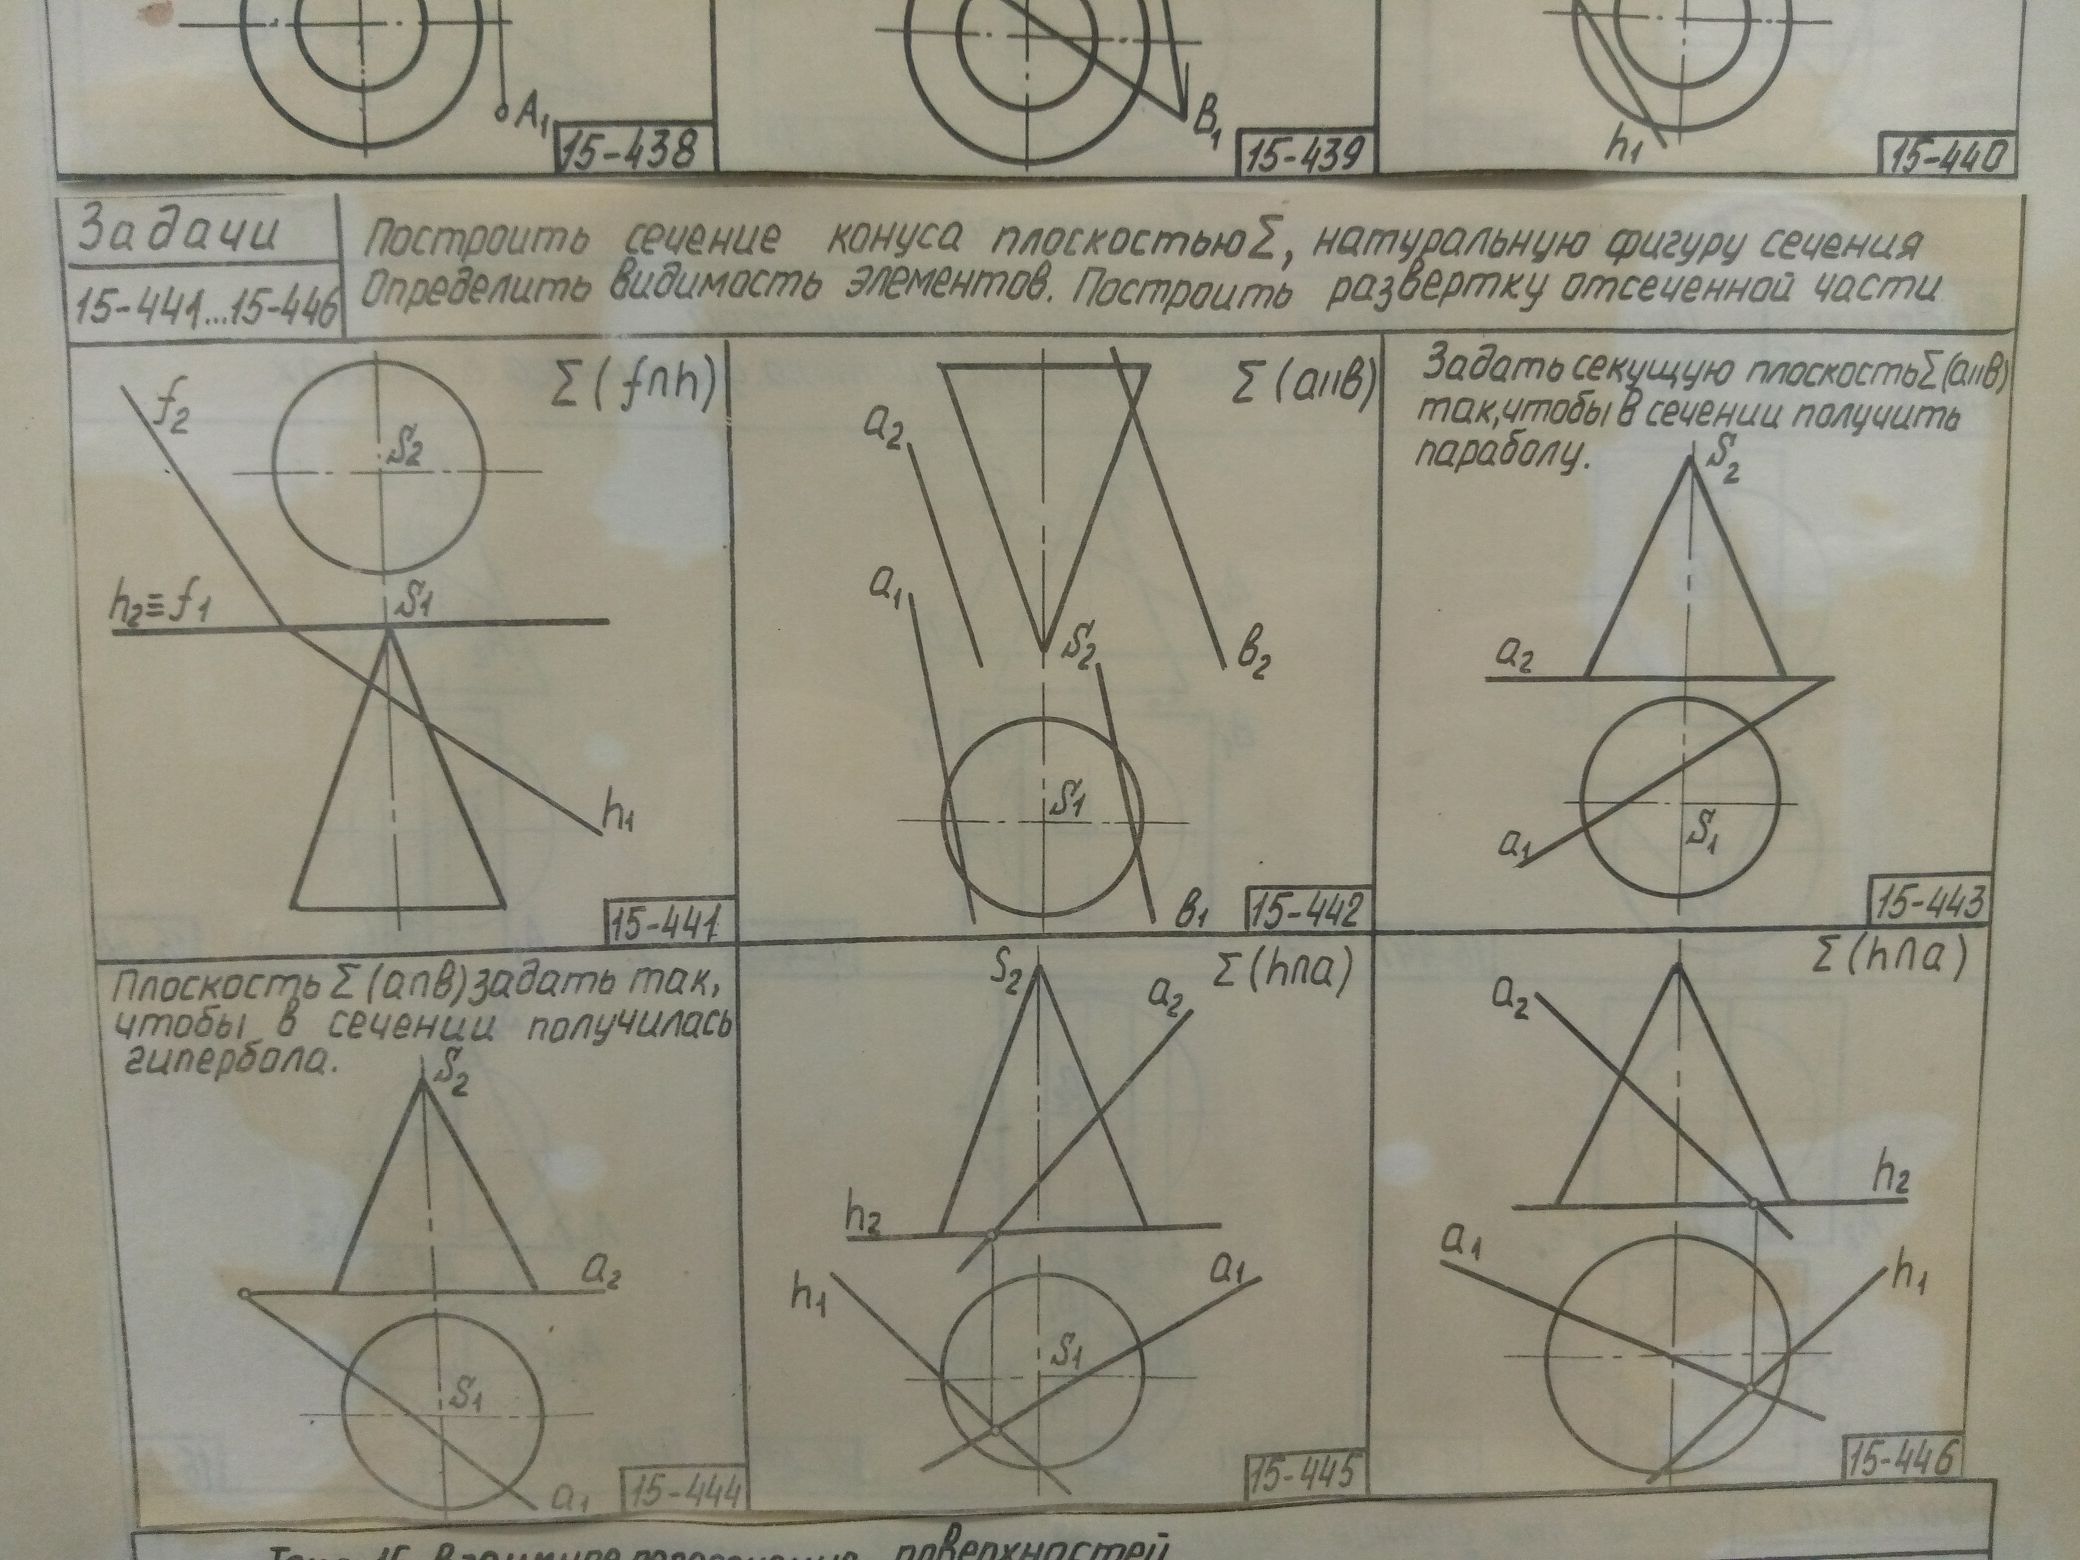 A₁
15-438
B₁
15-439
h₁
15-440
Задачи
15-441...15-446
Построить сечение конуса плоскостью Σ, натуральную фигуру сечения
Определить видимость элементов. Построить развертку отсеченной части
Σ(f∩h)
f₂
S₂
h₂≡f₁
S₁
h₁
15-441
Σ(a॥в)
a₂
a₁
S₂
в₂
S₁
в₁
15-442
Задать секущую плоскость Σ(a॥в)
так, чтобы в сечении получить
параболу.
S₂
a₂
a₁
S₁
15-443
Плоскость Σ(a∩в) задать так,
чтобы в сечении получилась
гипербола.
S₂
a₂
S₁
a₁
15-444
Σ(h∩a)
S₂
a₂
h₂
h₁
a₁
S₁
15-445
Σ(h∩a)
a₂
h₂
a₁
h₁
15-446
поверхностей